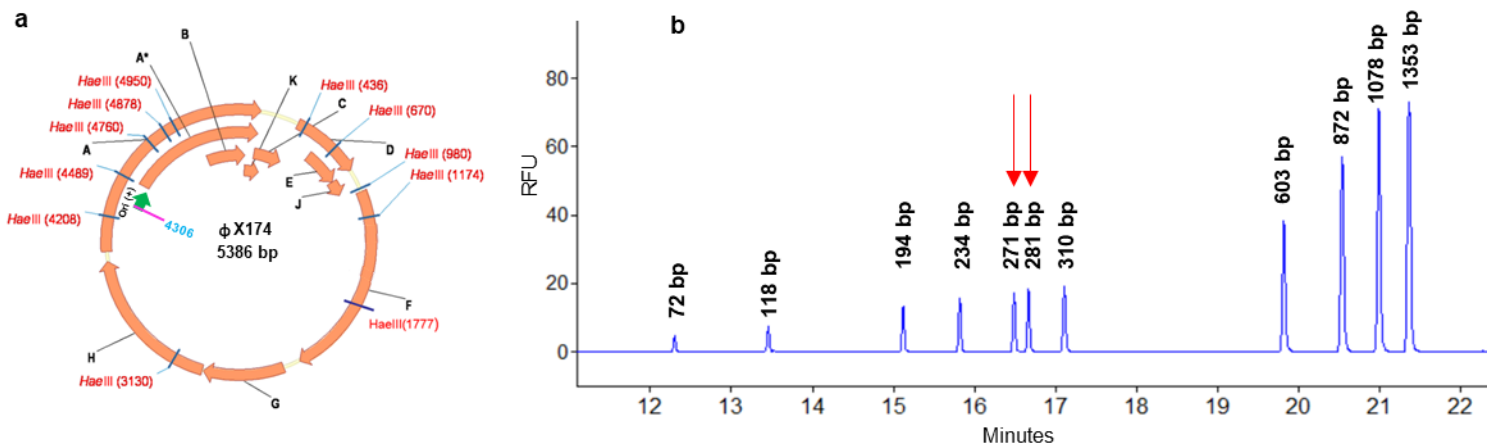 a
B
A*
K
HaeIII (4950)
HaeIII (436)
HaeIII (4878)
C
HaeIII (670)
HaeIII (4760)
A
D
HaeIII (980)
HaeIII (4489)
E
HaeIII (1174)
J
Ori (+)
HaeIII (4208)
4306
ϕ X174
5386 bp
F
HaeIII(1777)
H
HaeIII (3130)
G
b
RFU
80
60
40
20
0
72 bp
118 bp
194 bp
234 bp
271 bp
281 bp
310 bp
603 bp
872 bp
1078 bp
1353 bp
12 13 14 15 16 17 18 19 20 21 22
Minutes